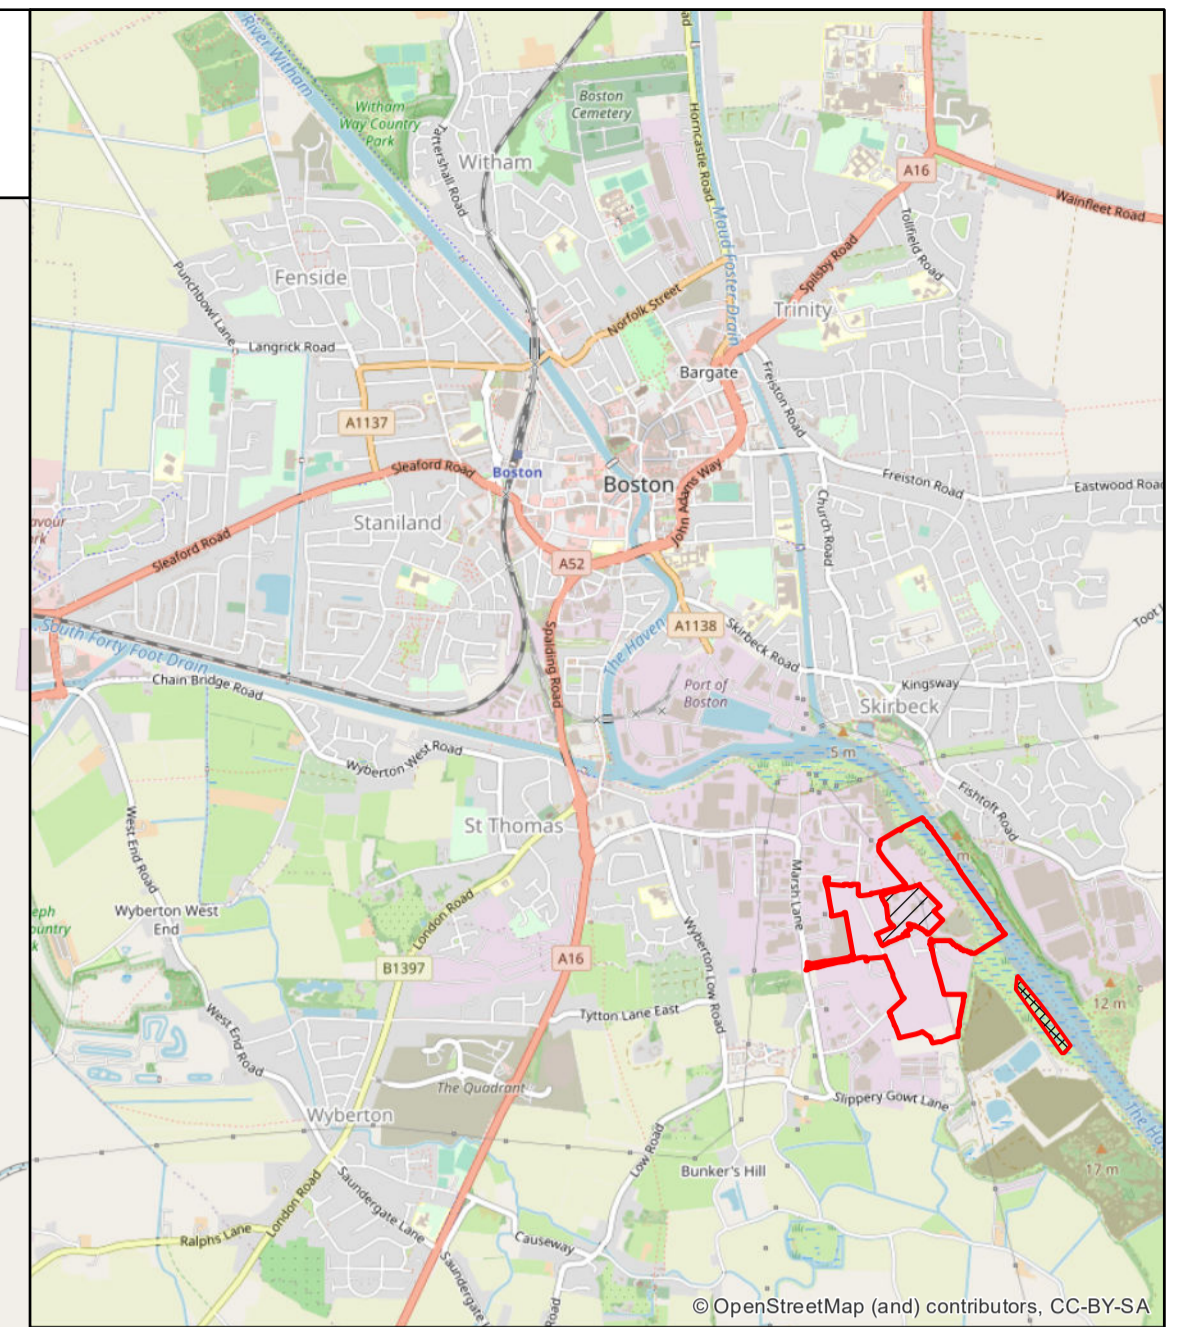 River Witham
Witham
Way Country
Park
Tattershall Road
Witham
Boston
Cemetery
Horncastle Road
Maud Foster Drain
A16
Wainfleet Road
Tollfield Road
Spilsby Road
Trinity
Fenside
Punchbowl Lane
Langrick Road
Norfolk Street
Bargate
Freiston Road
A1137
Sleaford Road
Boston
Boston
John Adams Way
Freiston Road
Eastwood Road
Church Road
Staniland
Sleaford Road
A52
A1138
Skirbeck Road
The Haven
Spalding Road
South Forty Foot Drain
Chain Bridge Road
Port of
Boston
Kingsway
Skirbeck
Toot
5 m
Wyberton West Road
Fishtoft Road
St Thomas
West End Road
Marsh Lane
m
London Road
Wyberton West
End
Wyberton Low Road
A16
B1397
12 m
West End Road
Tytton Lane East
The Quadrant
Slippery Gowt Lane
Wyberton
Low Road
Bunker's Hill
17 m
The Ha
Saundergate Lane
London Road
Ralphs Lane
Causeway
Saundergate
© OpenStreetMap (and) contributors, CC-BY-SA